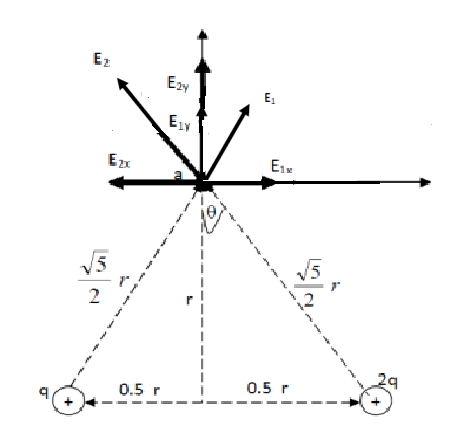 E₂
E₂y
E₁
E₁y
E₂x
E₁x
a
θ
√5/2 r
√5/2 r
r
q
0.5 r
0.5 r
2q
+
+